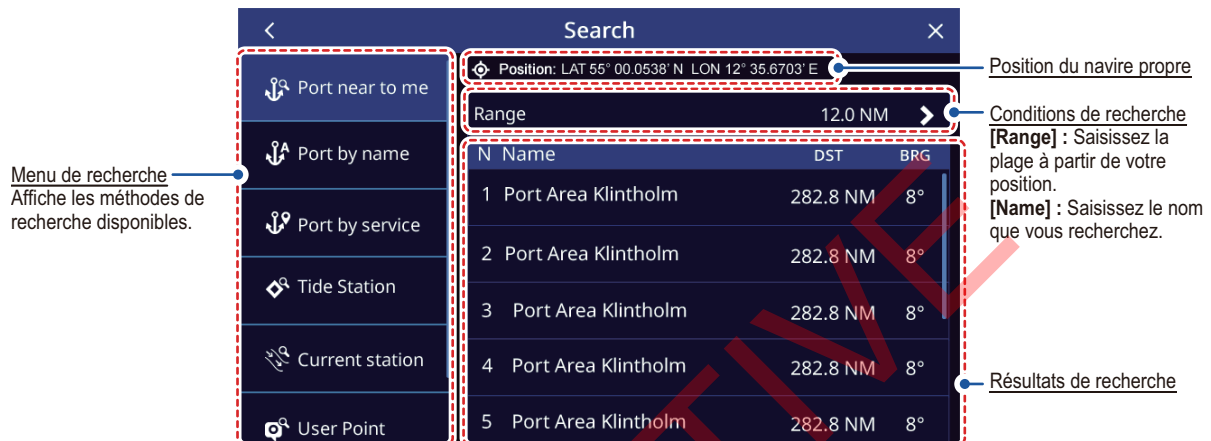 Search
Port near to me
Port by name
Port by service
Tide Station
Current station
User Point
Position: LAT 55° 00.0538' N LON 12° 35.6703' E
Range 12.0 NM
N Name DST BRG
1 Port Area Klintholm 282.8 NM 8°
2 Port Area Klintholm 282.8 NM 8°
3 Port Area Klintholm 282.8 NM 8°
4 Port Area Klintholm 282.8 NM 8°
5 Port Area Klintholm 282.8 NM 8°
Menu de recherche
Affiche les méthodes de
recherche disponibles.
Position du navire propre
Conditions de recherche
[Range] : Saisissez la
plage à partir de votre
position.
[Name] : Saisissez le nom
que vous recherchez.
Résultats de recherche
TIVE